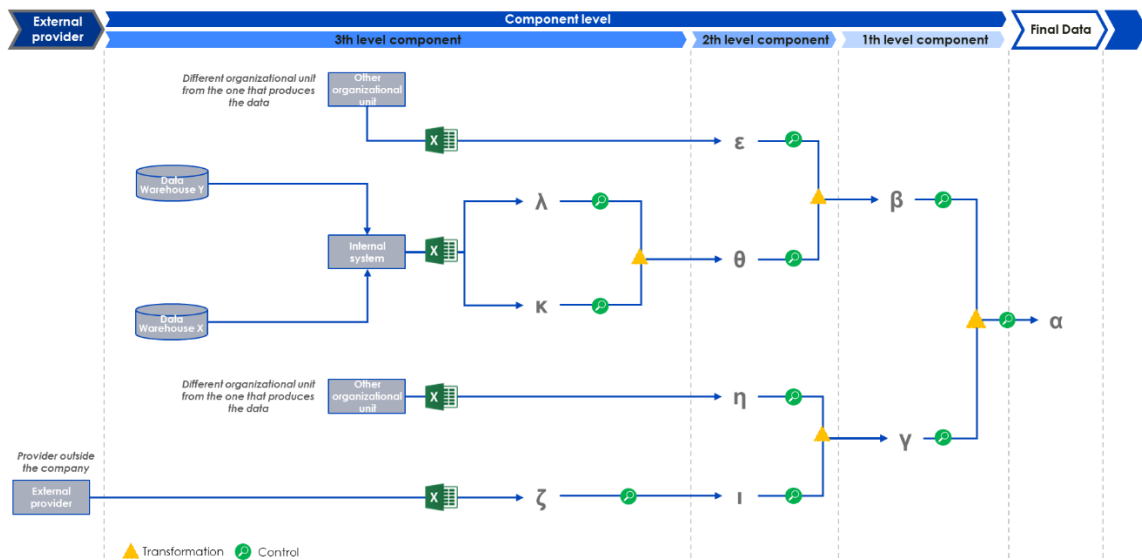 External
provider
Component level
Final Data
3th level component
2th level component
1th level component
Different organizational unit
from the one that produces
the data
Other
organizational
unit
X
ε
Data
Warehouse Y
λ
β
Internal
system
X
θ
κ
Data
Warehouse X
α
Different organizational unit
from the one that produces
the data
Other
organizational
unit
X
η
γ
Provider outside
the company
External
provider
X
ζ
ι
Transformation
Control